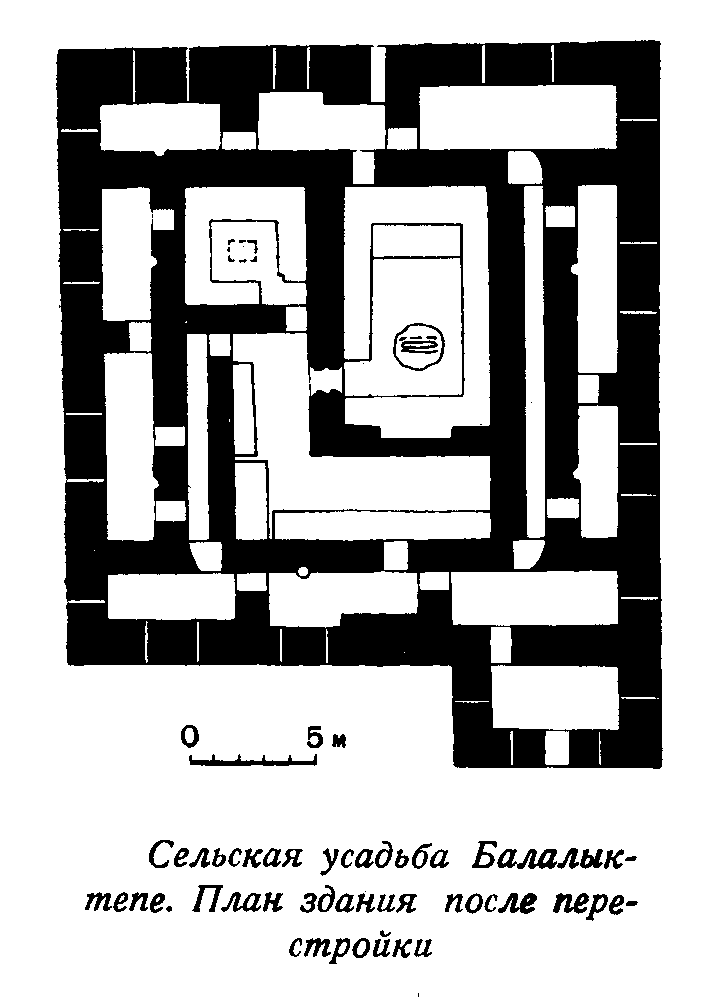 0 5 м
Сельская усадьба Балалык-
тепе. План здания после пере-
стройки